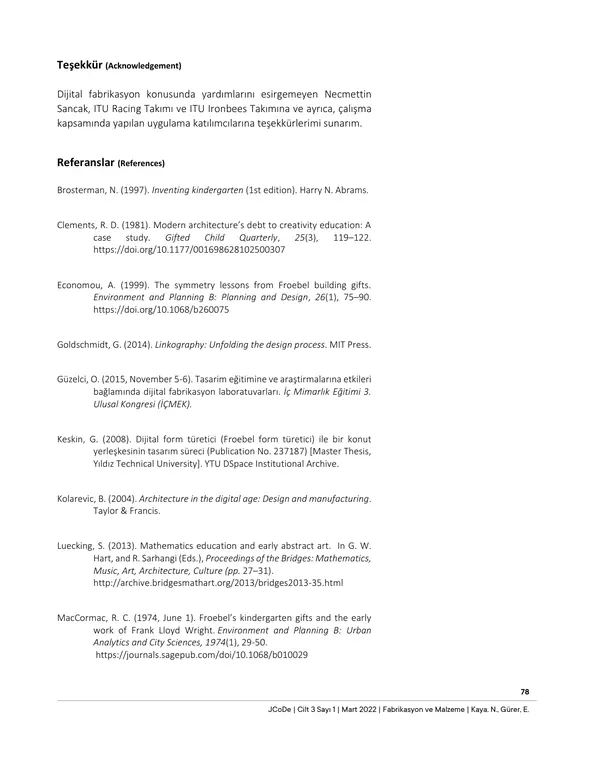 Teşekkür (Acknowledgement)
Dijital fabrikasyon konusunda yardımlarını esirgemeyen Necmettin
Sancak, ITU Racing Takımı ve ITU Ironbees Takımına ve ayrıca, çalışma
kapsamında yapılan uygulama katılımcılarına teşekkürlerimi sunarım.
Referanslar (References)
Brosterman, N. (1997). Inventing kindergarten (1st edition). Harry N. Abrams.
Clements, R. D. (1981). Modern architecture's debt to creativity education: A
case study. Gifted Child Quarterly, 25(3), 119–122.
https://doi.org/10.1177/001698628102500307
Economou, A. (1999). The symmetry lessons from Froebel building gifts.
Environment and Planning B: Planning and Design, 26(1), 75–90.
https://doi.org/10.1068/b260075
Goldschmidt, G. (2014). Linkography: Unfolding the design process. MIT Press.
Güzelci, O. (2015, November 5-6). Tasarim eğitimine ve araştirmalarına etkileri
bağlamında dijital fabrikasyon laboratuvarları. İç Mimarlık Eğitimi 3.
Ulusal Kongresi (İÇMEK).
Keskin, G. (2008). Dijital form türetici (Froebel form türetici) ile bir konut
yerleşkesinin tasarım süreci (Publication No. 237187) [Master Thesis,
Yıldız Technical University]. YTU DSpace Institutional Archive.
Kolarevic, B. (2004). Architecture in the digital age: Design and manufacturing.
Taylor & Francis.
Luecking, S. (2013). Mathematics education and early abstract art. In G. W.
Hart, and R. Sarhangi (Eds.), Proceedings of the Bridges: Mathematics,
Music, Art, Architecture, Culture (pp. 27–31).
http://archive.bridgesmathart.org/2013/bridges2013-35.html
MacCormac, R. C. (1974, June 1). Froebel's kindergarten gifts and the early
work of Frank Lloyd Wright. Environment and Planning B: Urban
Analytics and City Sciences, 1974(1), 29-50.
https://journals.sagepub.com/doi/10.1068/b010029
78
JCoDe | Cilt 3 Sayı 1 | Mart 2022 | Fabrikasyon ve Malzeme | Kaya. N., Gürer, E.